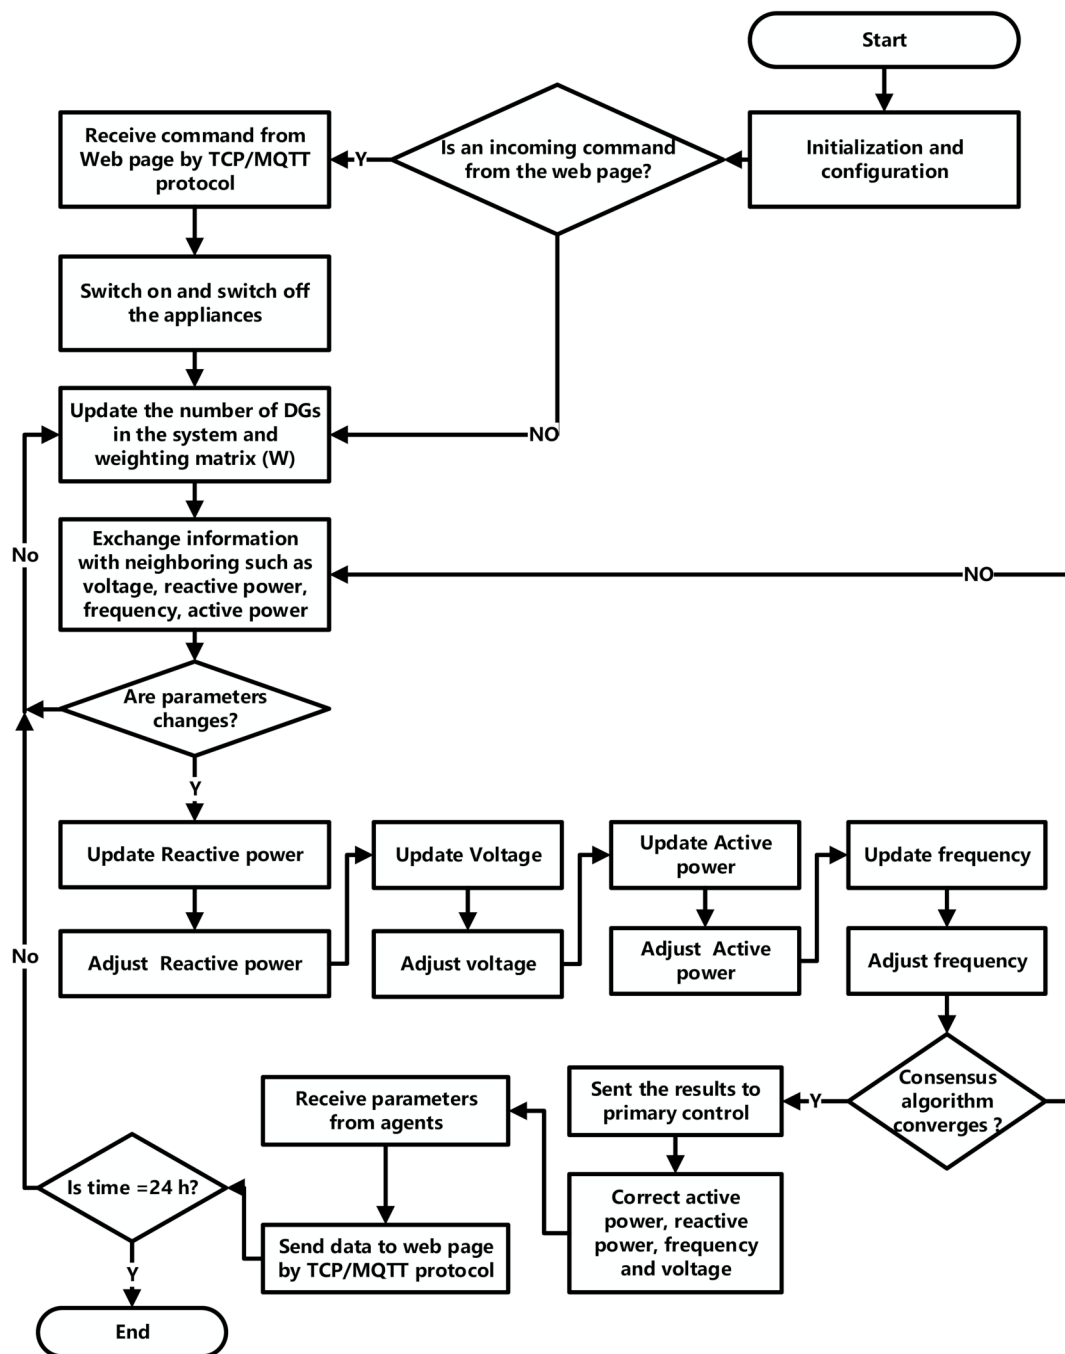 Start
Initialization and
configuration
Is an incoming command
from the web page?
Y
Receive command from
Web page by TCP/MQTT
protocol
Switch on and switch off
the appliances
Update the number of DGs
in the system and
weighting matrix (W)
NO
Exchange information
with neighboring such as
voltage, reactive power,
frequency, active power
NO
No
Are parameters
changes?
Y
Update Reactive power
Adjust Reactive power
Update Voltage
Adjust voltage
Update Active
power
Adjust Active
power
Update frequency
Adjust frequency
Consensus
algorithm
converges ?
Y
Sent the results to
primary control
Correct active
power, reactive
power, frequency
and voltage
Receive parameters
from agents
Send data to web page
by TCP/MQTT protocol
Is time =24 h?
No
Y
End